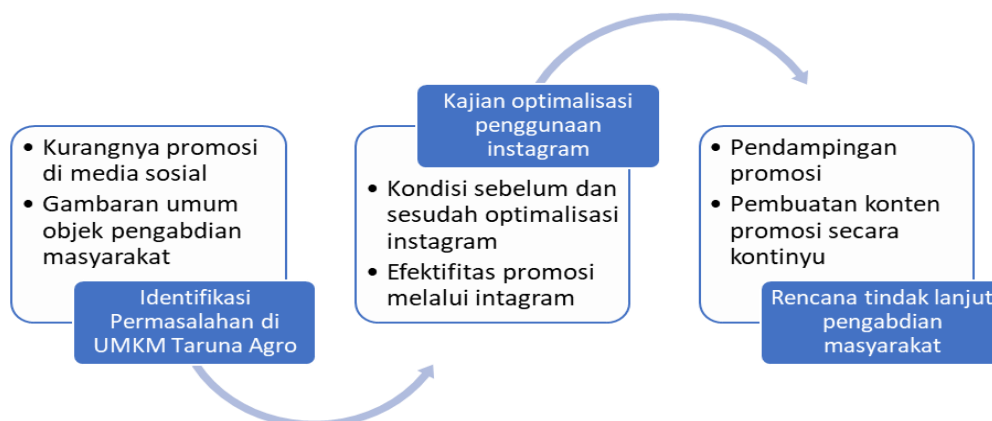 • Kurangnya promosi
di media sosial
• Gambaran umum
objek pengabdian
masyarakat
Identifikasi
Permasalahan di
UMKM Taruna Agro
Kajian optimalisasi
penggunaan
instagram
• Kondisi sebelum dan
sesudah optimalisasi
instagram
• Efektifitas promosi
melalui intagram
• Pendampingan
promosi
• Pembuatan konten
promosi secara
kontinyu
Rencana tindak lanjut
pengabdian
masyarakat